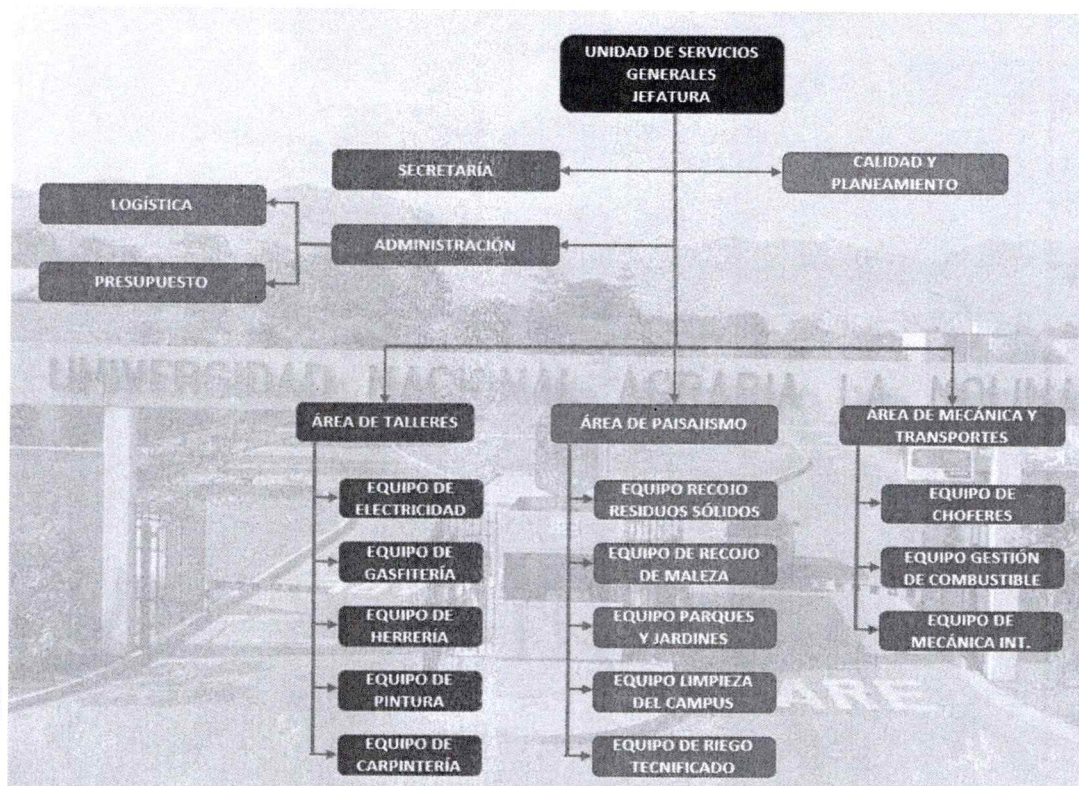 UNIDAD DE SERVICIOS
GENERALES
JEFATURA
SECRETARÍA
CALIDAD Y
PLANEAMIENTO
LOGÍSTICA
ADMINISTRACIÓN
PRESUPUESTO
UNIVERSIDAD NACIONAL AGRARIA LA MOLINA
ÁREA DE TALLERES
EQUIPO DE
ELECTRICIDAD
EQUIPO DE
GASFITERÍA
EQUIPO DE
HERRERÍA
EQUIPO DE
PINTURA
EQUIPO DE
CARPINTERÍA
ÁREA DE PAISAJISMO
EQUIPO RECOJO
RESIDUOS SÓLIDOS
EQUIPO DE RECOJO
DE MALEZA
EQUIPO PARQUES
Y JARDINES
EQUIPO LIMPIEZA
DEL CAMPUS
EQUIPO DE RIEGO
TECNIFICADO
ÁREA DE MECÁNICA Y
TRANSPORTES
EQUIPO DE
CHOFERES
EQUIPO GESTIÓN
DE COMBUSTIBLE
EQUIPO DE
MECÁNICA INT.
ARE